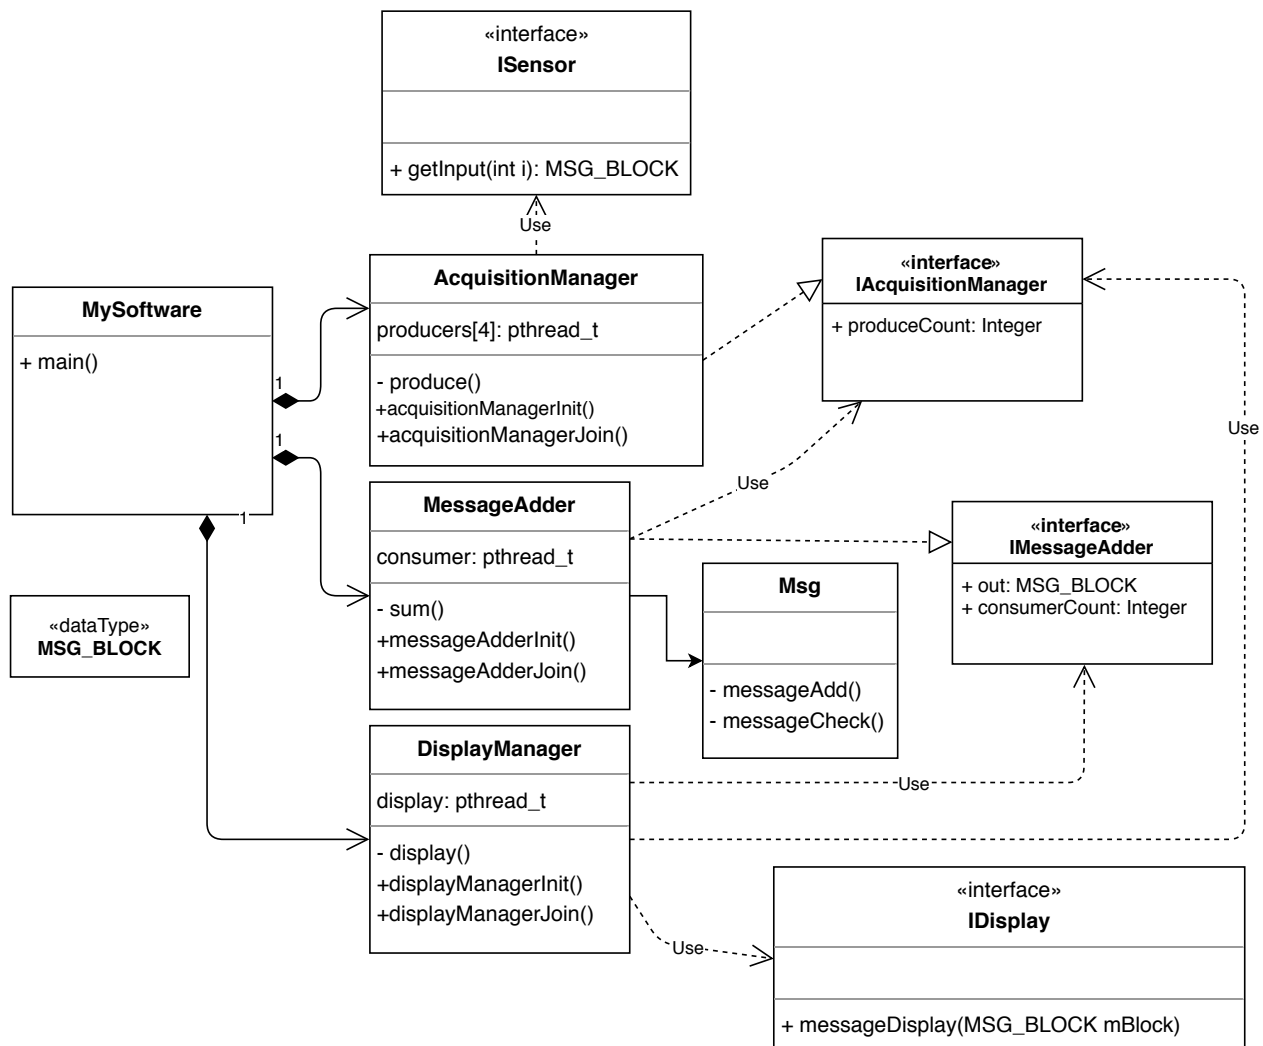 «interface»
ISensor
+ getInput(int i): MSG_BLOCK
Use
AcquisitionManager
producers[4]: pthread_t
- produce()
+acquisitionManagerInit()
+acquisitionManagerJoin()
«interface»
IAcquisitionManager
+ produceCount: Integer
MySoftware
+ main()
1
1
1
Use
Use
MessageAdder
consumer: pthread_t
- sum()
+messageAdderInit()
+messageAdderJoin()
«interface»
IMessageAdder
+ out: MSG_BLOCK
+ consumerCount: Integer
Msg
- messageAdd()
- messageCheck()
«dataType»
MSG_BLOCK
DisplayManager
display: pthread_t
- display()
+displayManagerInit()
+displayManagerJoin()
Use
Use
«interface»
IDisplay
+ messageDisplay(MSG_BLOCK mBlock)